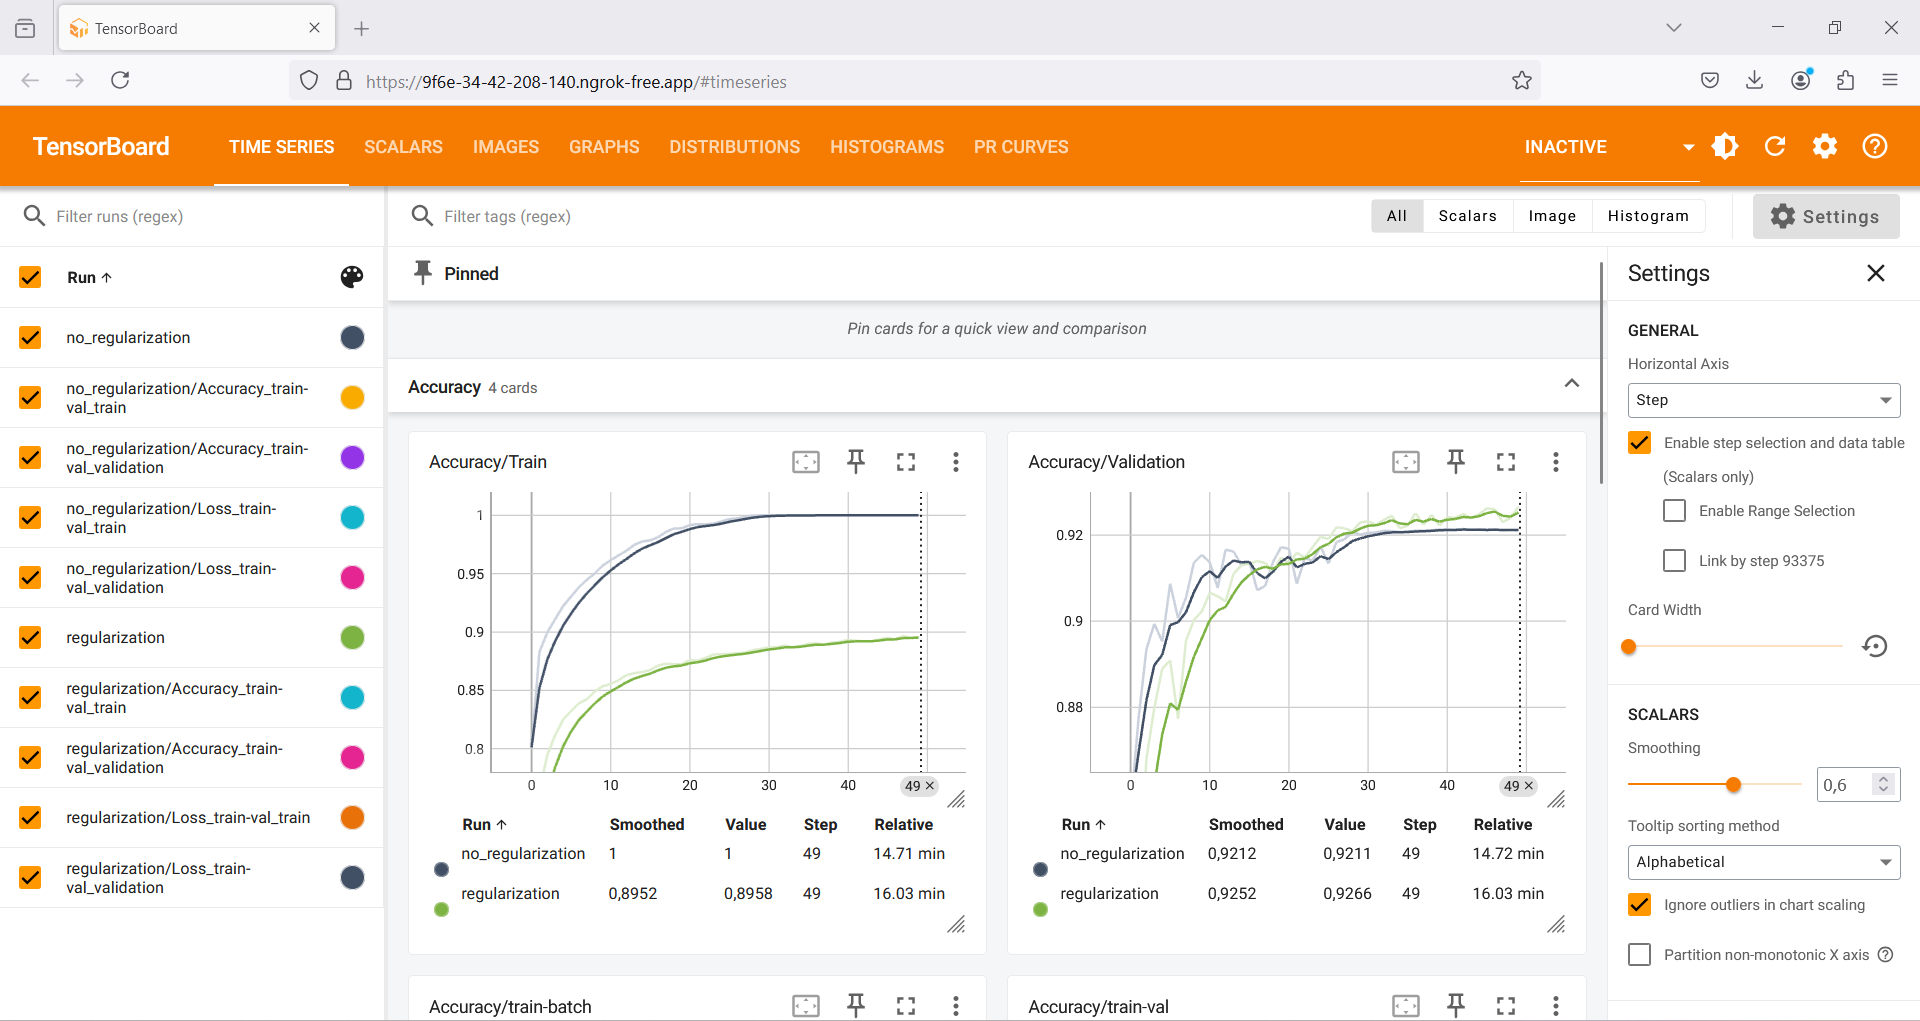 TensorBoard
https://9f6e-34-42-208-140.ngrok-free.app/#timeseries
TensorBoard
TIME SERIES
SCALARS
IMAGES
GRAPHS
DISTRIBUTIONS
HISTOGRAMS
PR CURVES
INACTIVE
Filter runs (regex)
Filter tags (regex)
All
Scalars
Image
Histogram
Settings
Run ↑
no_regularization
no_regularization/Accuracy_train-
val_train
no_regularization/Accuracy_train-
val_validation
no_regularization/Loss_train-
val_train
no_regularization/Loss_train-
val_validation
regularization
regularization/Accuracy_train-
val_train
regularization/Accuracy_train-
val_validation
regularization/Loss_train-val_train
regularization/Loss_train-
val_validation
Pinned
Pin cards for a quick view and comparison
Accuracy 4 cards
Accuracy/Train
1
0.95
0.9
0.85
0.8
0 10 20 30 40 49 ×
Run ↑ Smoothed Value Step Relative
no_regularization 1 1 49 14.71 min
regularization 0,8952 0,8958 49 16.03 min
Accuracy/Validation
0.92
0.9
0.88
0 10 20 30 40 49 ×
Run ↑ Smoothed Value Step Relative
no_regularization 0,9212 0,9211 49 14.72 min
regularization 0,9252 0,9266 49 16.03 min
Accuracy/train-batch
Accuracy/train-val
Settings
GENERAL
Horizontal Axis
Step
Enable step selection and data table
(Scalars only)
Enable Range Selection
Link by step 93375
Card Width
SCALARS
Smoothing
0,6
Tooltip sorting method
Alphabetical
Ignore outliers in chart scaling
Partition non-monotonic X axis